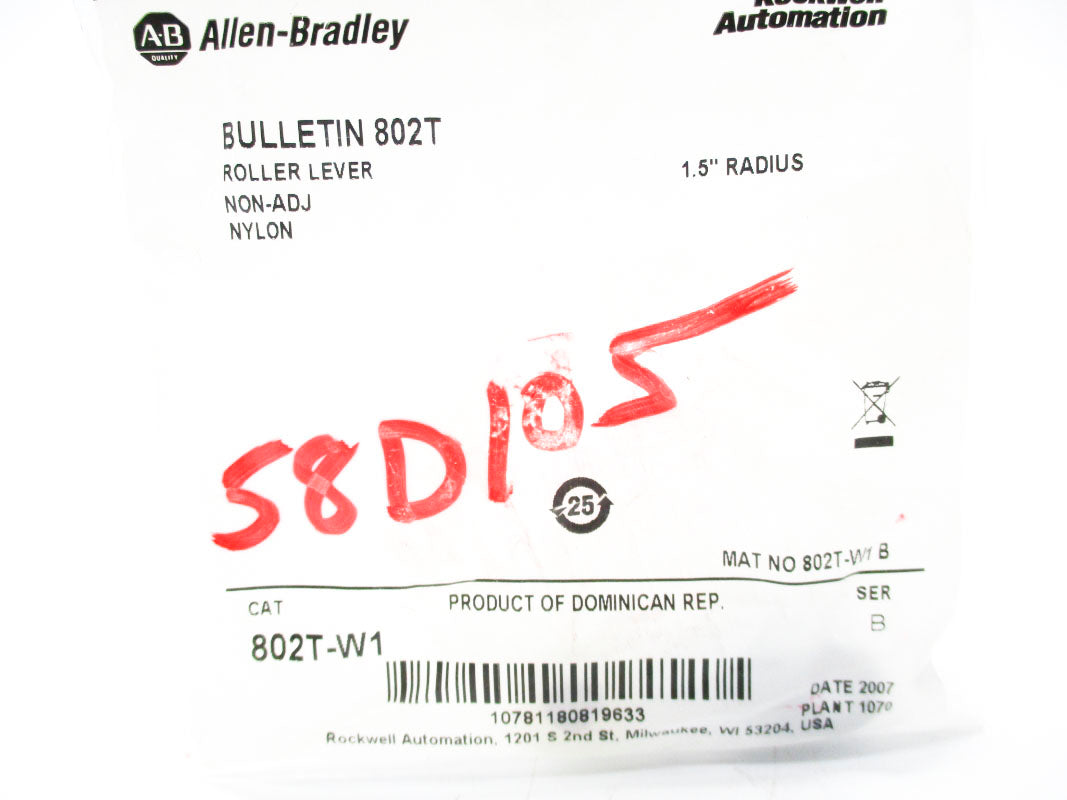 A-B
QUALITY
Allen-Bradley
Rockwell
Automation
BULLETIN 802T
ROLLER LEVER
1.5" RADIUS
NON-ADJ
NYLON
58D105
25
MAT NO 802T-W1 B
CAT
PRODUCT OF DOMINICAN REP.
SER
802T-W1
B
DATE 2007
PLANT 1070
10781180819633
Rockwell Automation, 1201 S 2nd St, Milwaukee, WI 53204, USA